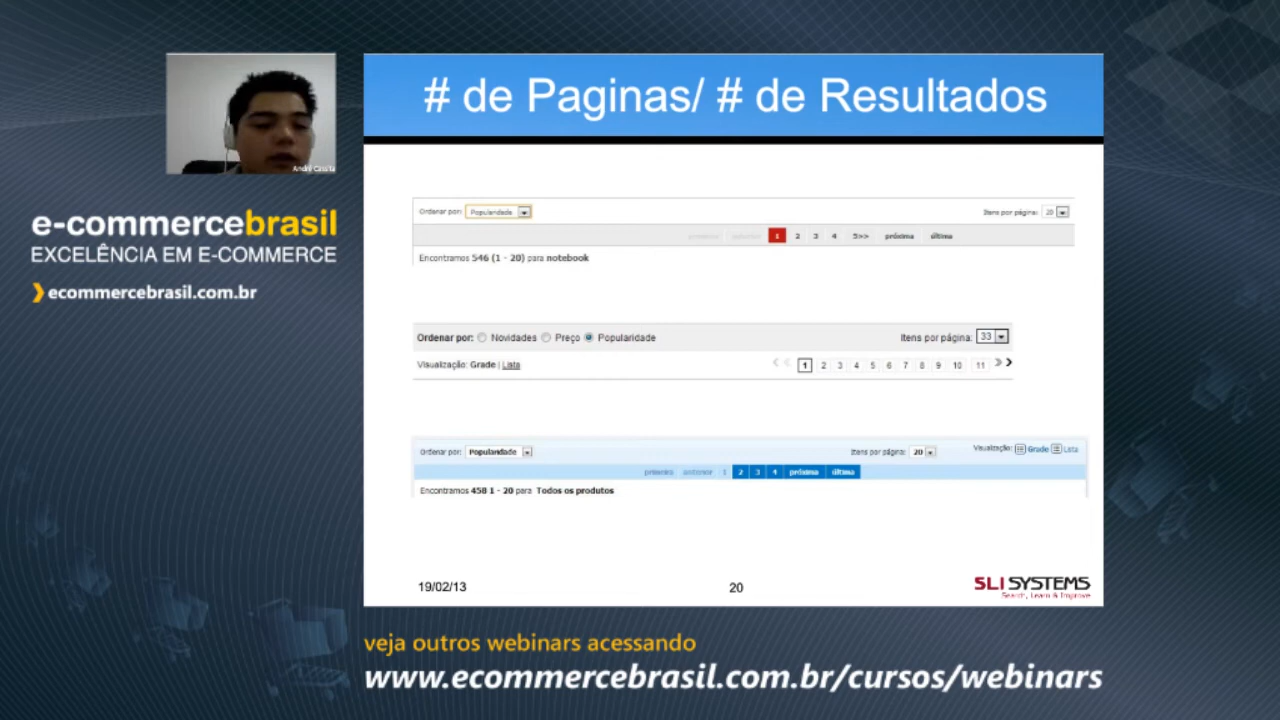 # de Paginas/ # de Resultados
e-commercebrasil
EXCELÊNCIA EM E-COMMERCE
ecommercebrasil.com.br
Ordenar por: Popularidade Itens por página: 20
1 2 3 4 5>> próxima última
Encontramos 546 (1 - 20) para notebook
Ordenar por: Novidades Preço Popularidade Itens por página: 33
Visualização: Grade | Lista 1 2 3 4 5 6 7 8 9 10 11
Ordenar por: Popularidade Itens por página: 20 Visualização: Grade Lista
primeira anterior 1 2 3 4 próxima última
Encontramos 458 1 - 20 para Todos os produtos
19/02/13 20 SLI SYSTEMS
Search, Learn & Improve
veja outros webinars acessando
www.ecommercebrasil.com.br/cursos/webinars